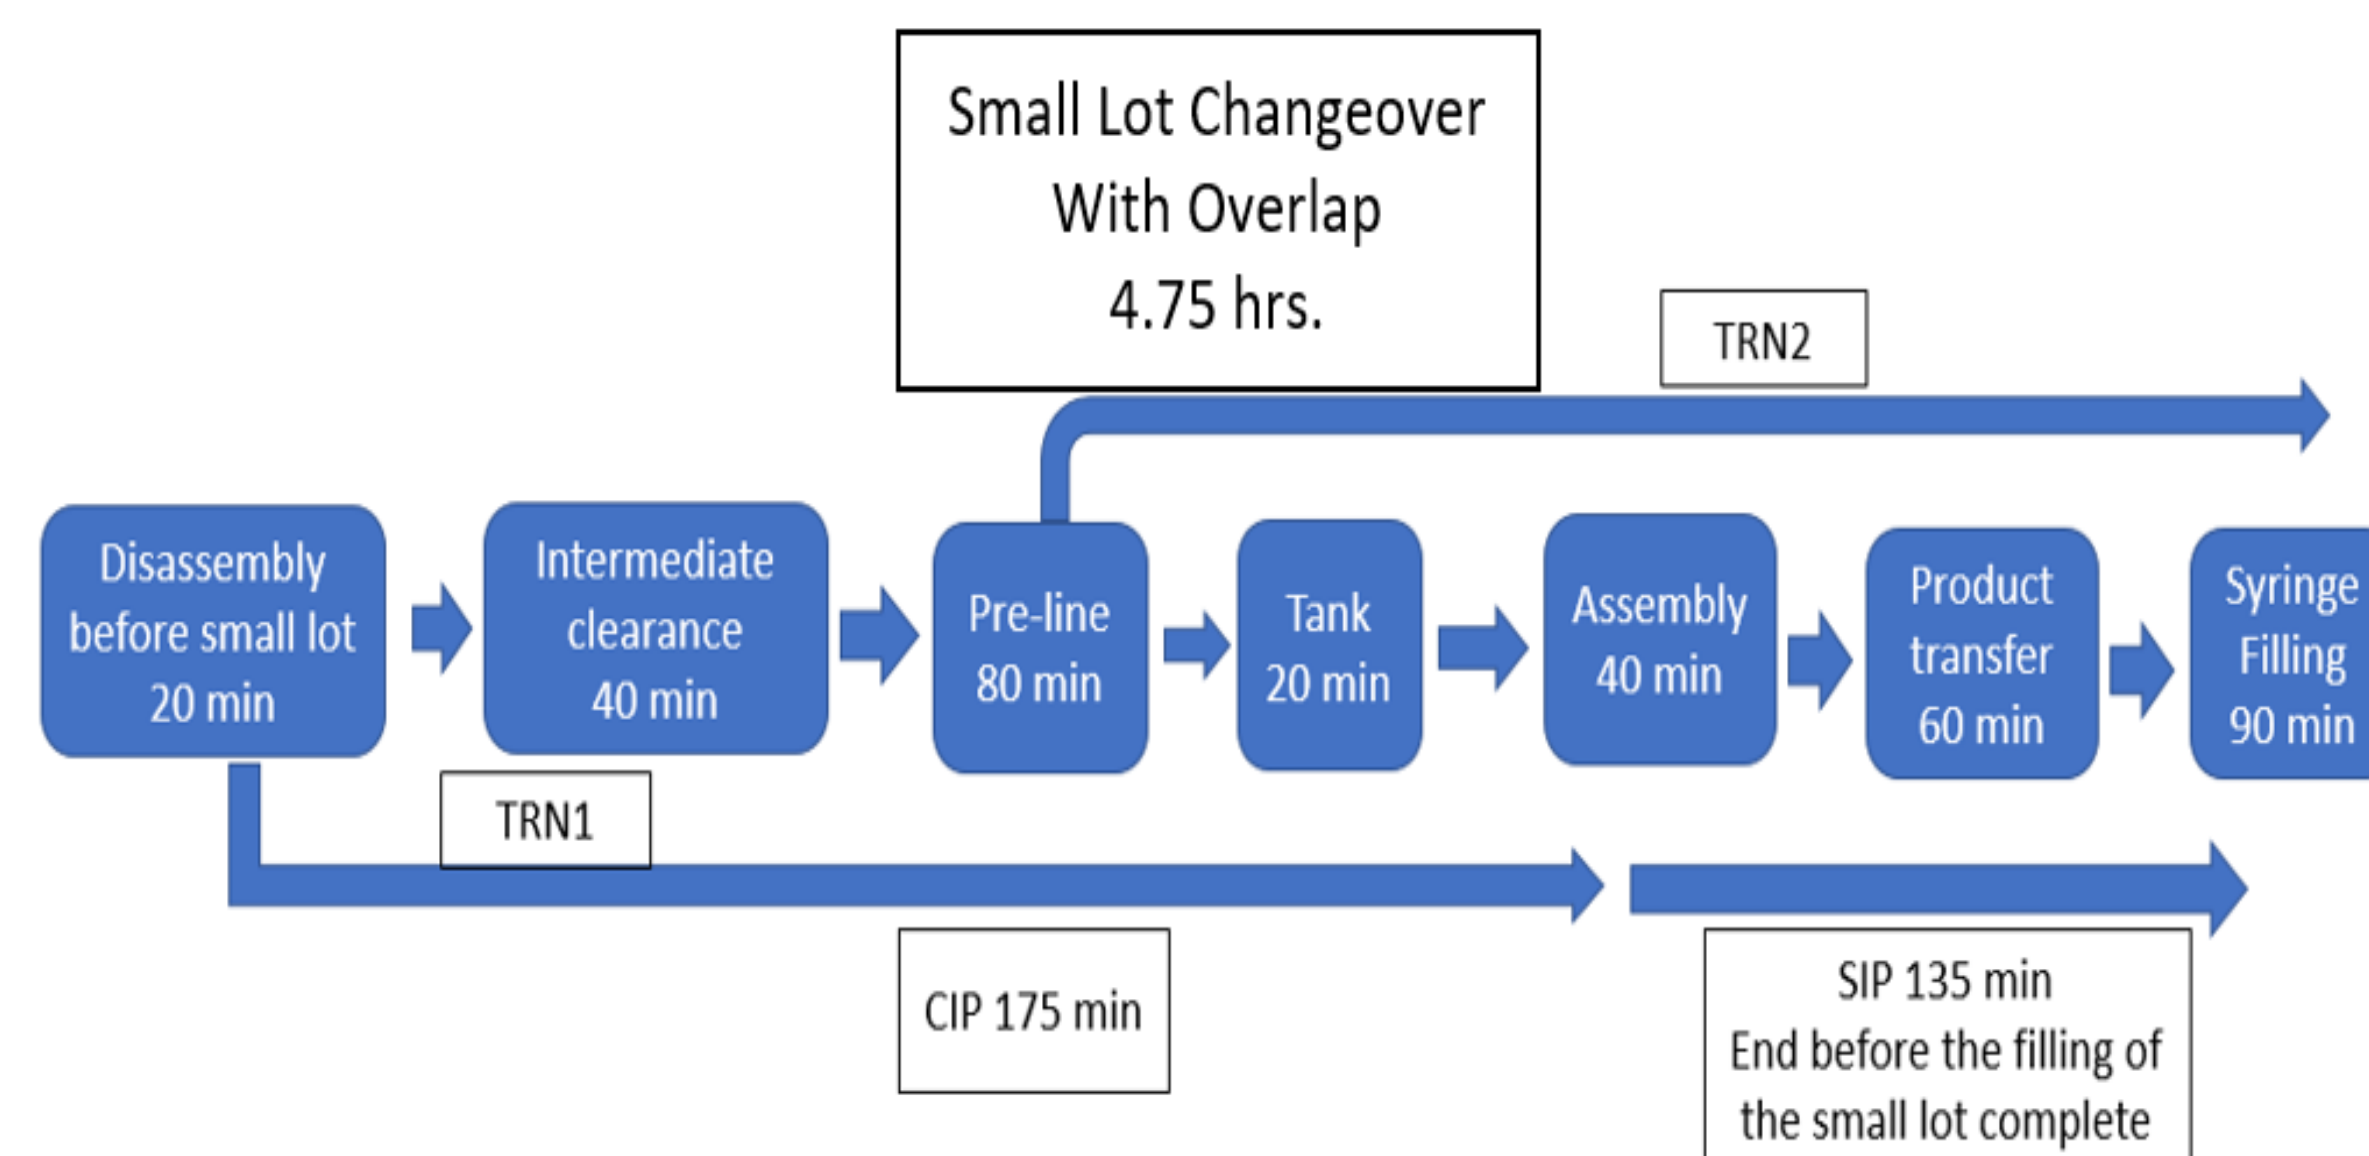 Small Lot Changeover
With Overlap
4.75 hrs.
TRN2
Disassembly
before small lot
20 min
Intermediate
clearance
40 min
Pre-line
80 min
Tank
20 min
Assembly
40 min
Product
transfer
60 min
Syringe
Filling
90 min
TRN1
CIP 175 min
SIP 135 min
End before the filling of
the small lot complete